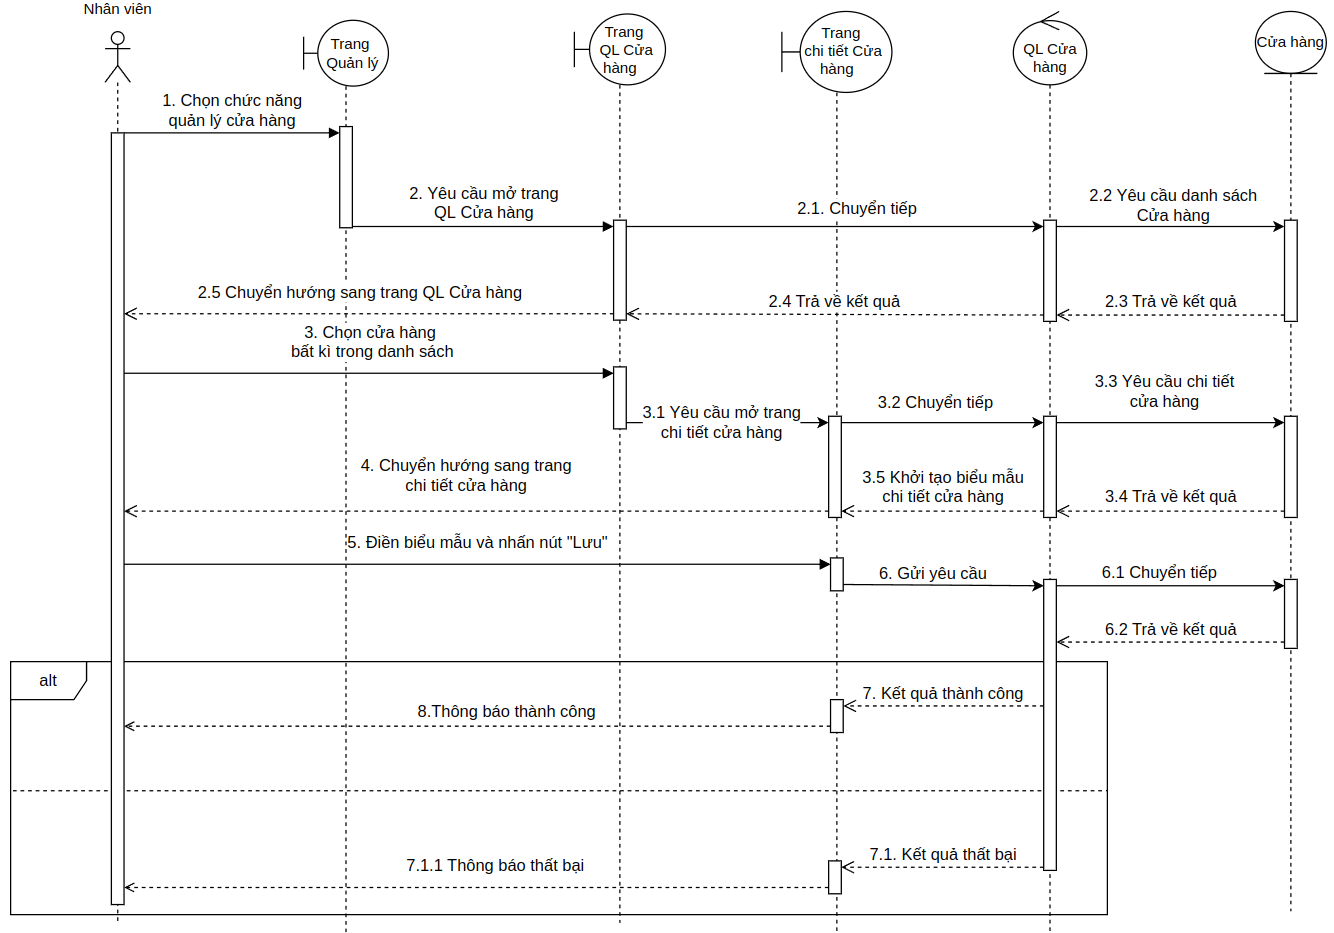 Nhân viên
Trang
Quản lý
Trang
QL Cửa
hàng
Trang
chi tiết Cửa
hàng
QL Cửa
hàng
Cửa hàng
1. Chọn chức năng
quản lý cửa hàng
2. Yêu cầu mở trang
QL Cửa hàng
2.1. Chuyển tiếp
2.2 Yêu cầu danh sách
Cửa hàng
2.5 Chuyển hướng sang trang QL Cửa hàng
2.4 Trả về kết quả
2.3 Trả về kết quả
3. Chọn cửa hàng
bất kì trong danh sách
3.1 Yêu cầu mở trang
chi tiết cửa hàng
3.2 Chuyển tiếp
3.3 Yêu cầu chi tiết
cửa hàng
4. Chuyển hướng sang trang
chi tiết cửa hàng
3.5 Khởi tạo biểu mẫu
chi tiết cửa hàng
3.4 Trả về kết quả
5. Điền biểu mẫu và nhấn nút "Lưu"
6. Gửi yêu cầu
6.1 Chuyển tiếp
6.2 Trả về kết quả
alt
7. Kết quả thành công
8.Thông báo thành công
7.1. Kết quả thất bại
7.1.1 Thông báo thất bại